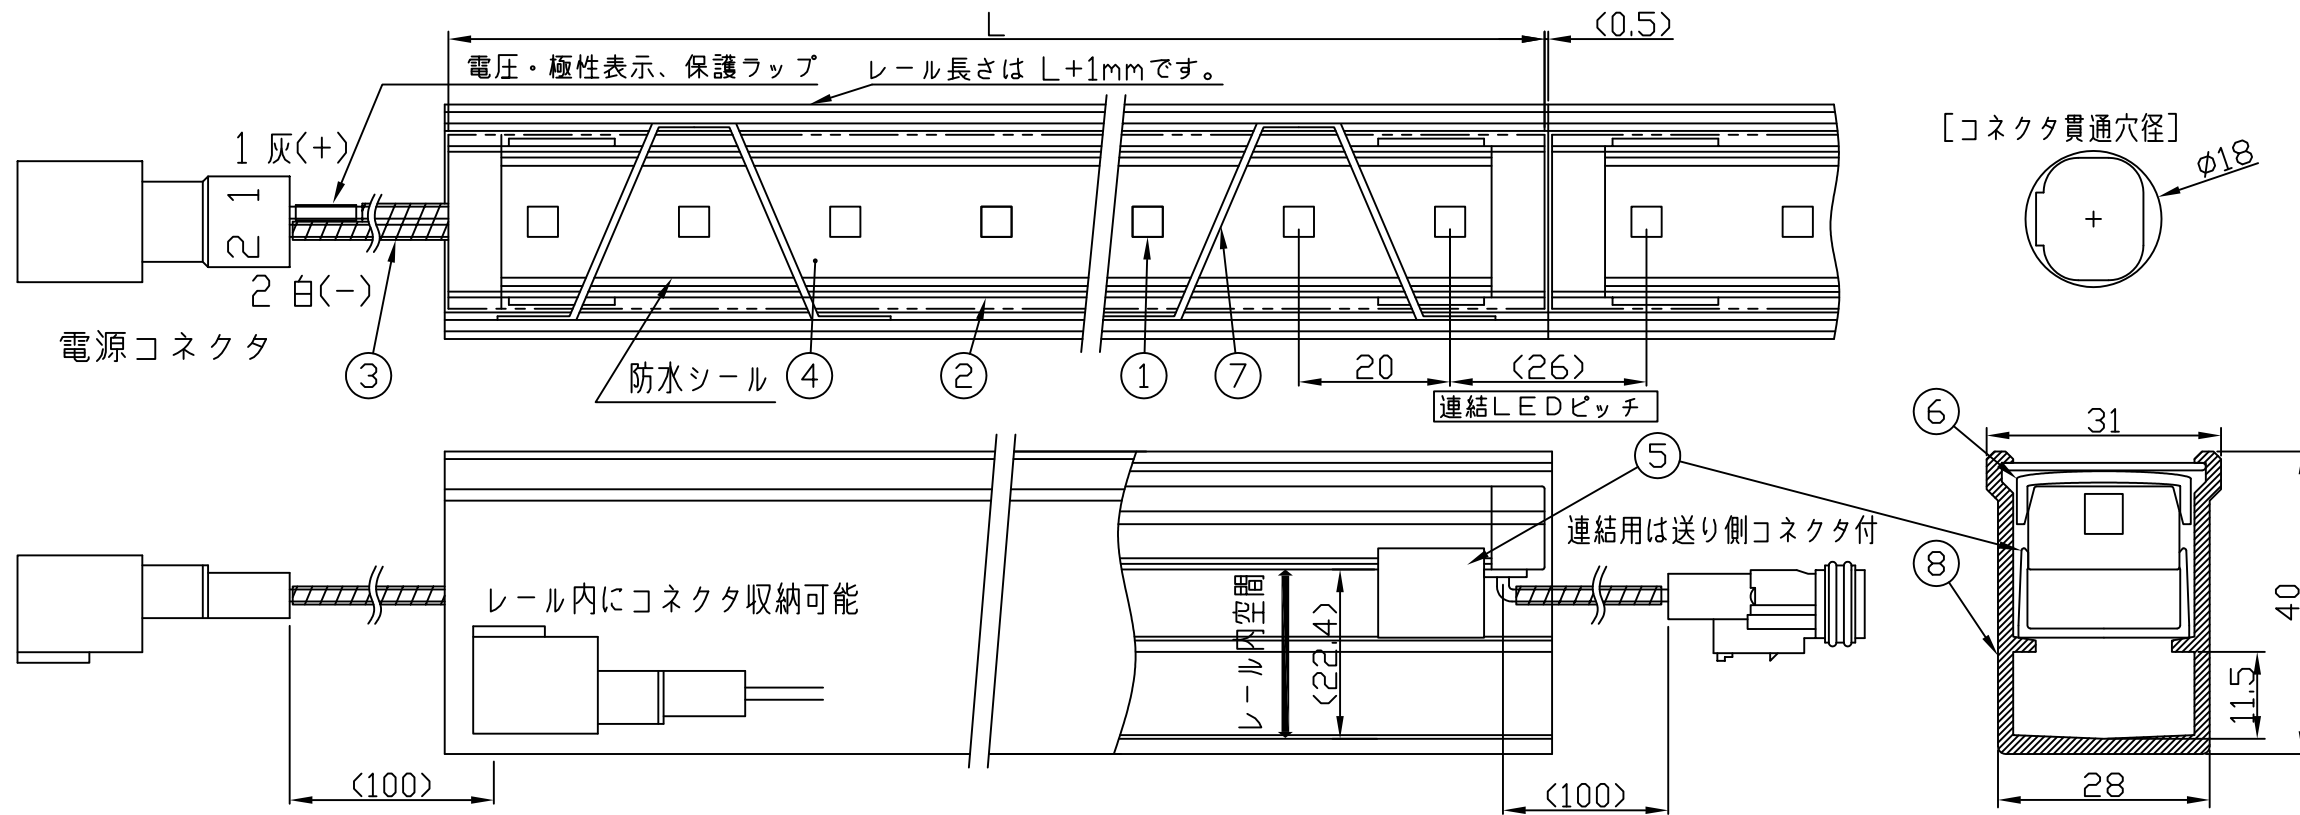 L
(0.5)
電圧・極性表示、保護ラップ
レール長さは L+1mmです。
[コネクタ貫通穴径]
φ18
1 灰(+)
1
2
2 白(-)
電源コネクタ
3
防水シール
4
2
1
7
20
(26)
連結LEDピッチ
6
31
5
連結用は送り側コネクタ付
8
レール内にコネクタ収納可能
レール内空間
(22.4)
40
11.5
(100)
(100)
28